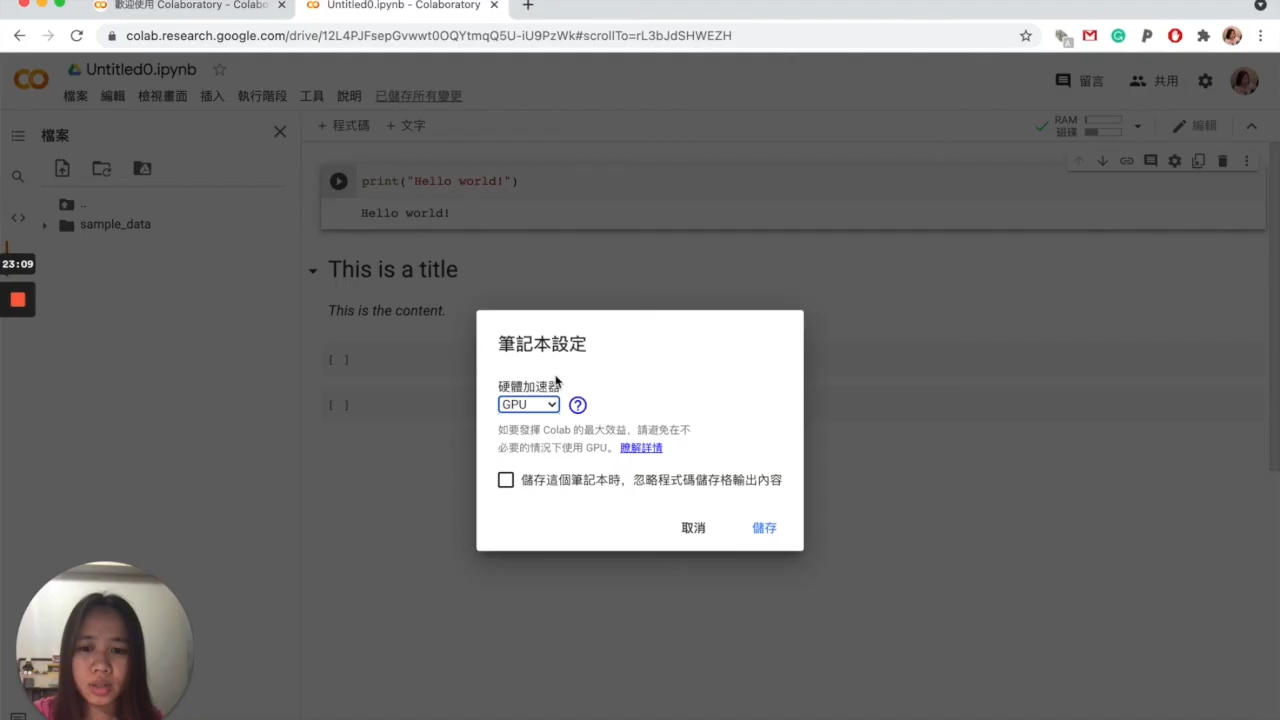 歡迎使用 Colaboratory - Colabo
Untitled0.ipynb - Colaboratory
colab.research.google.com/drive/12L4PJFsepGvwwt0OQYtmqQ5U-iU9PzWk#scrollTo=rL3bJdSHWEZH
Untitled0.ipynb
檔案 編輯 檢視畫面 插入 執行階段 工具 說明 已儲存所有變更
留言 共用
檔案
+ 程式碼 + 文字
RAM
磁碟
編輯
..
sample_data
print("Hello world!")
Hello world!
23:09
This is a title
This is the content.
[ ]
[ ]
筆記本設定
硬體加速器
GPU
如要發揮 Colab 的最大效益，請避免在不
必要的情況下使用 GPU。 瞭解詳情
儲存這個筆記本時，忽略程式碼儲存格輸出內容
取消 儲存